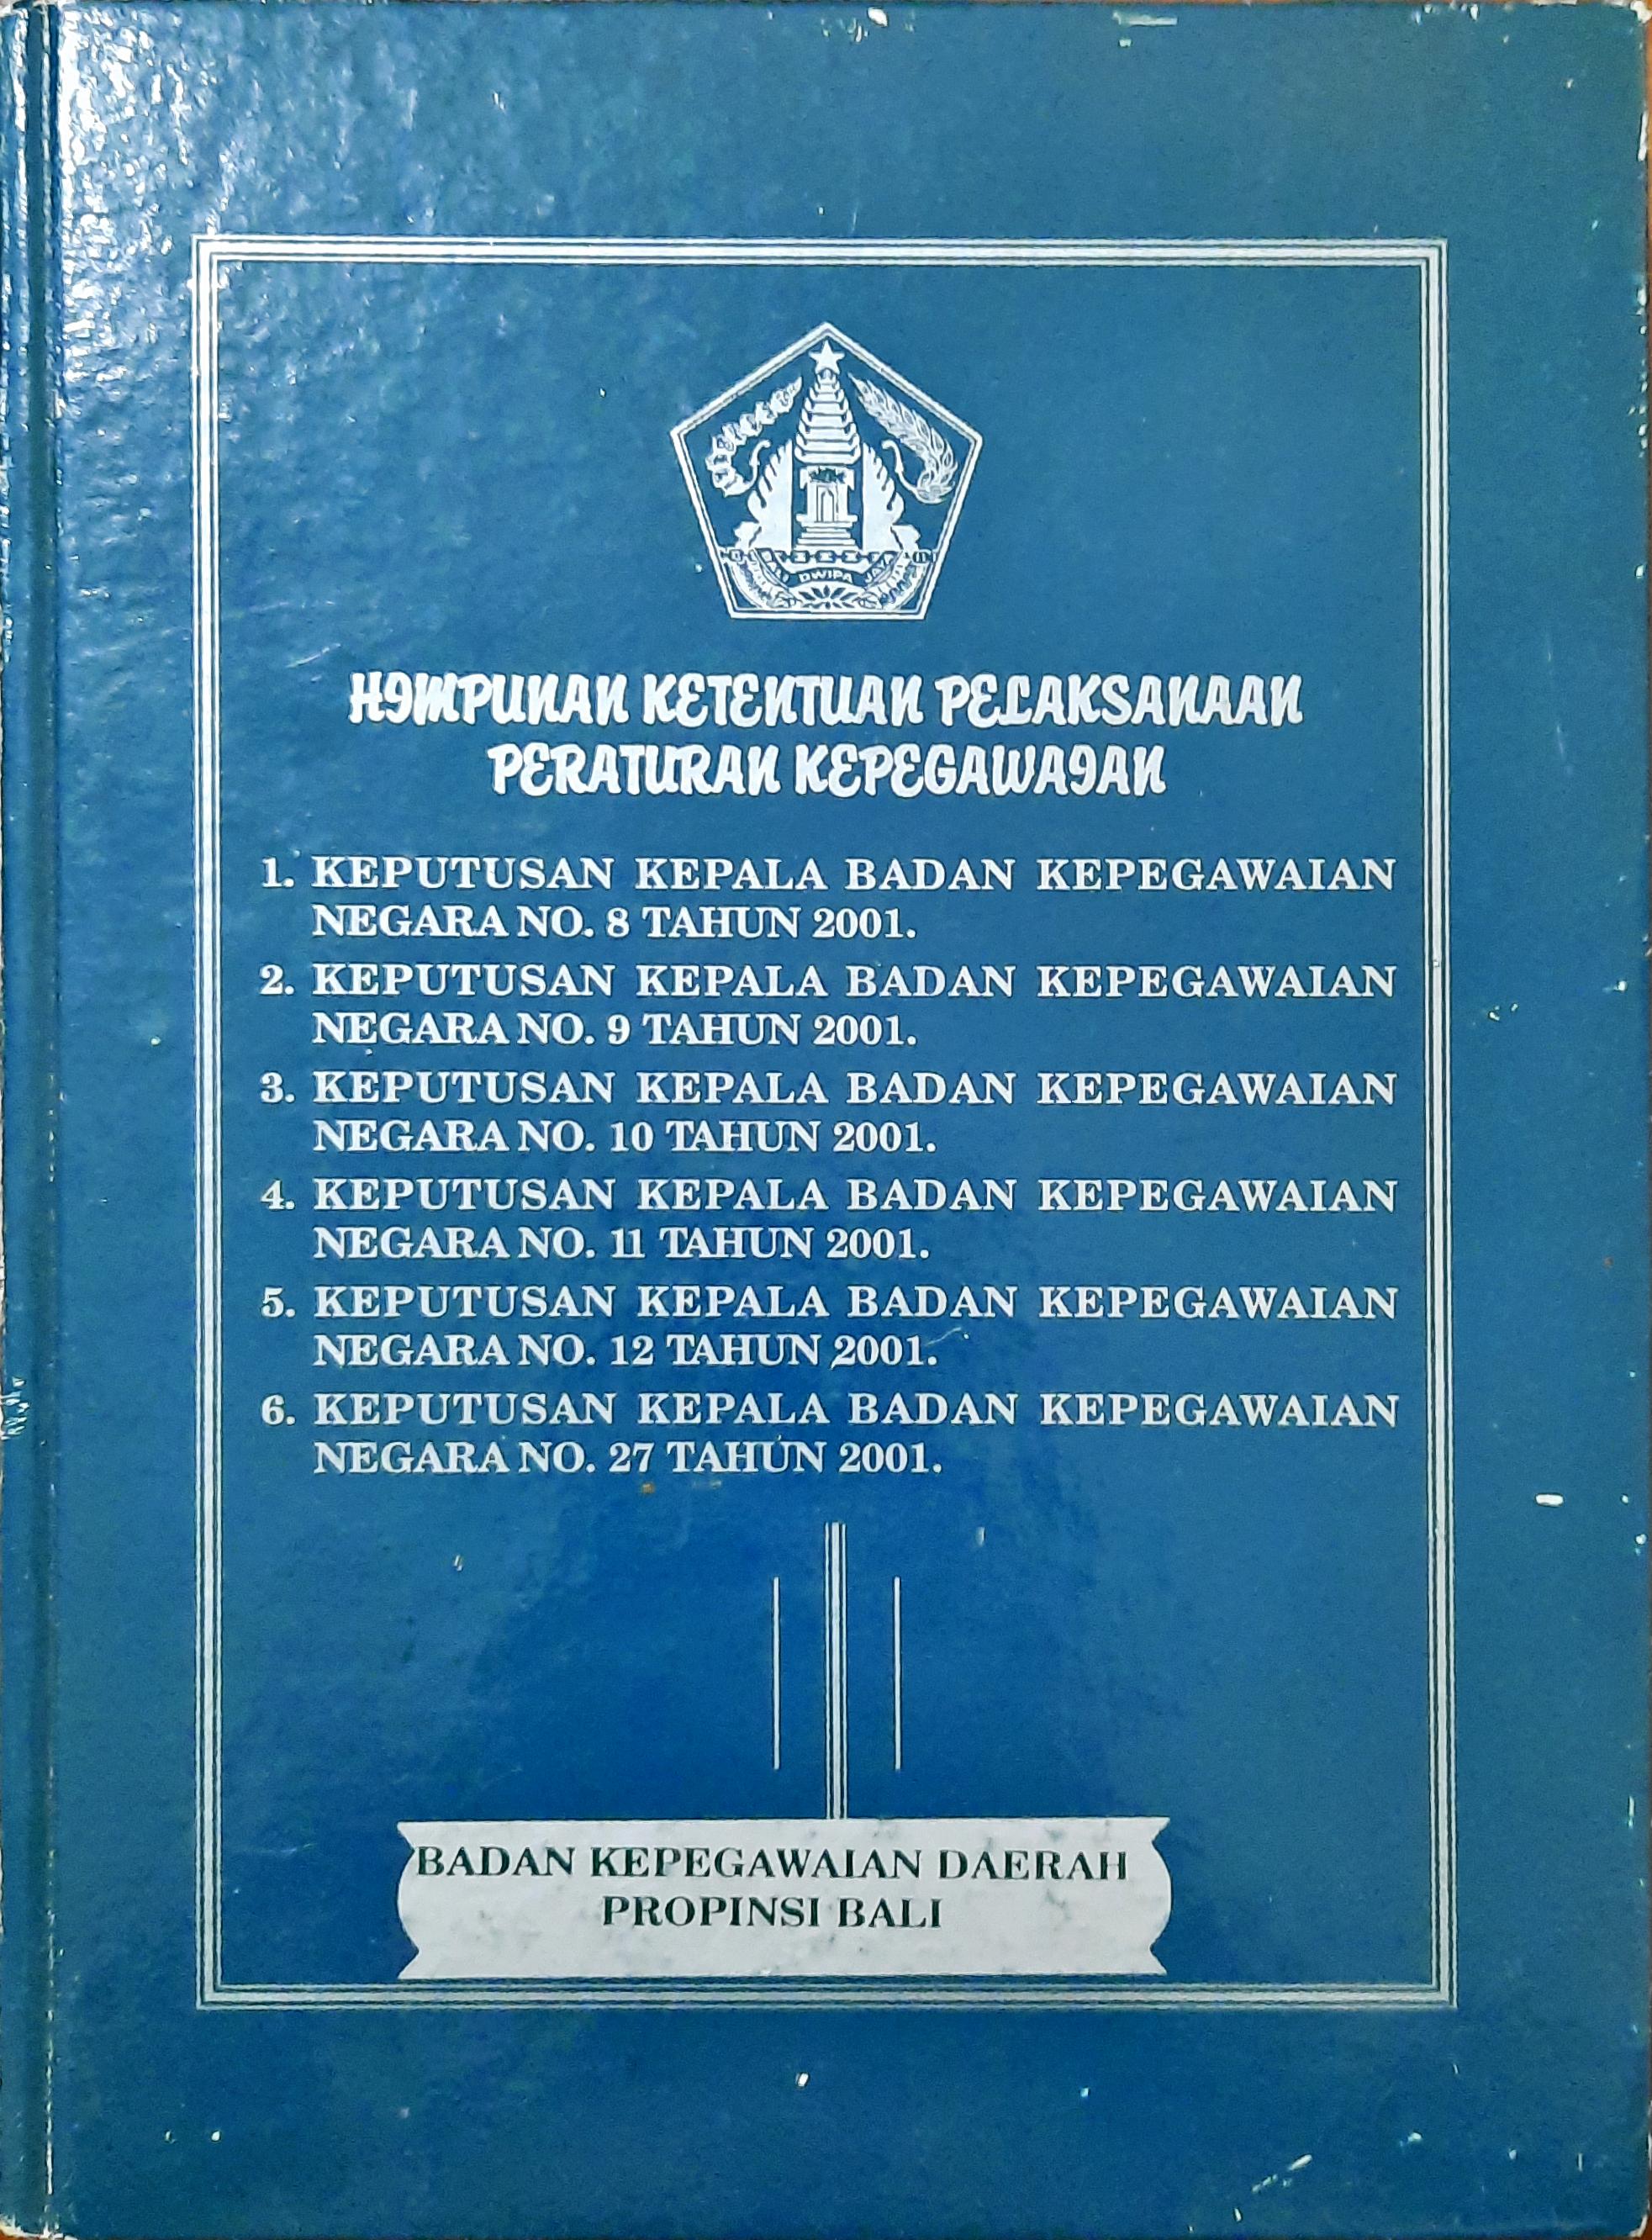 BALI DWIPA JAYA
HIMPUNAN KETENTUAN PELAKSANAAN
PERATURAN KEPEGAWAIAN
1. KEPUTUSAN KEPALA BADAN KEPEGAWAIAN
NEGARA NO. 8 TAHUN 2001.
2. KEPUTUSAN KEPALA BADAN KEPEGAWAIAN
NEGARA NO. 9 TAHUN 2001.
3. KEPUTUSAN KEPALA BADAN KEPEGAWAIAN
NEGARA NO. 10 TAHUN 2001.
4. KEPUTUSAN KEPALA BADAN KEPEGAWAIAN
NEGARA NO. 11 TAHUN 2001.
5. KEPUTUSAN KEPALA BADAN KEPEGAWAIAN
NEGARA NO. 12 TAHUN 2001.
6. KEPUTUSAN KEPALA BADAN KEPEGAWAIAN
NEGARA NO. 27 TAHUN 2001.
BADAN KEPEGAWAIAN DAERAH
PROPINSI BALI